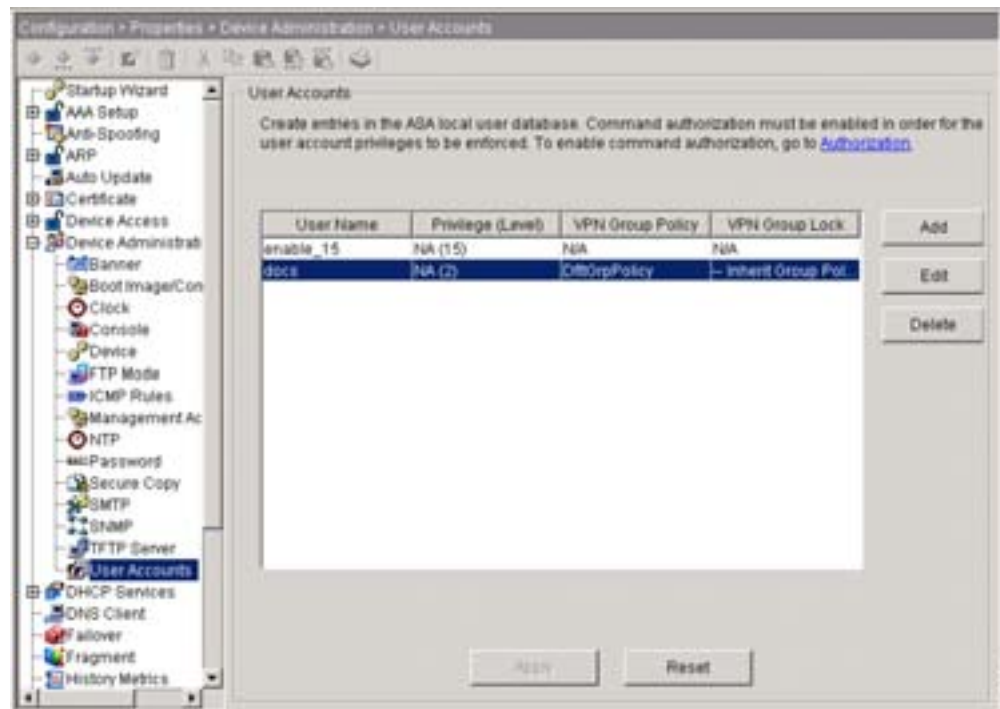 Configuration > Properties > Device Administration > User Accounts
Startup Wizard
AAA Setup
Anti-Spoofing
ARP
Auto Update
Certificate
Device Access
Device Administrat
Banner
Boot Image/Con
Clock
Console
Device
FTP Mode
ICMP Rules
Management Ac
NTP
Password
Secure Copy
SMTP
SNMP
TFTP Server
User Accounts
DHCP Services
DNS Client
Failover
Fragment
History Metrics
User Accounts
Create entries in the ASA local user database. Command authorization must be enabled in order for the
user account privileges to be enforced. To enable command authorization, go to Authorization.
User Name Privilege (Level) VPN Group Policy VPN Group Lock
enable_15 NA (15) N/A N/A
docs NA (2) DfltGrpPolicy -- Inherit Group Pol...
Add
Edit
Delete
Apply Reset